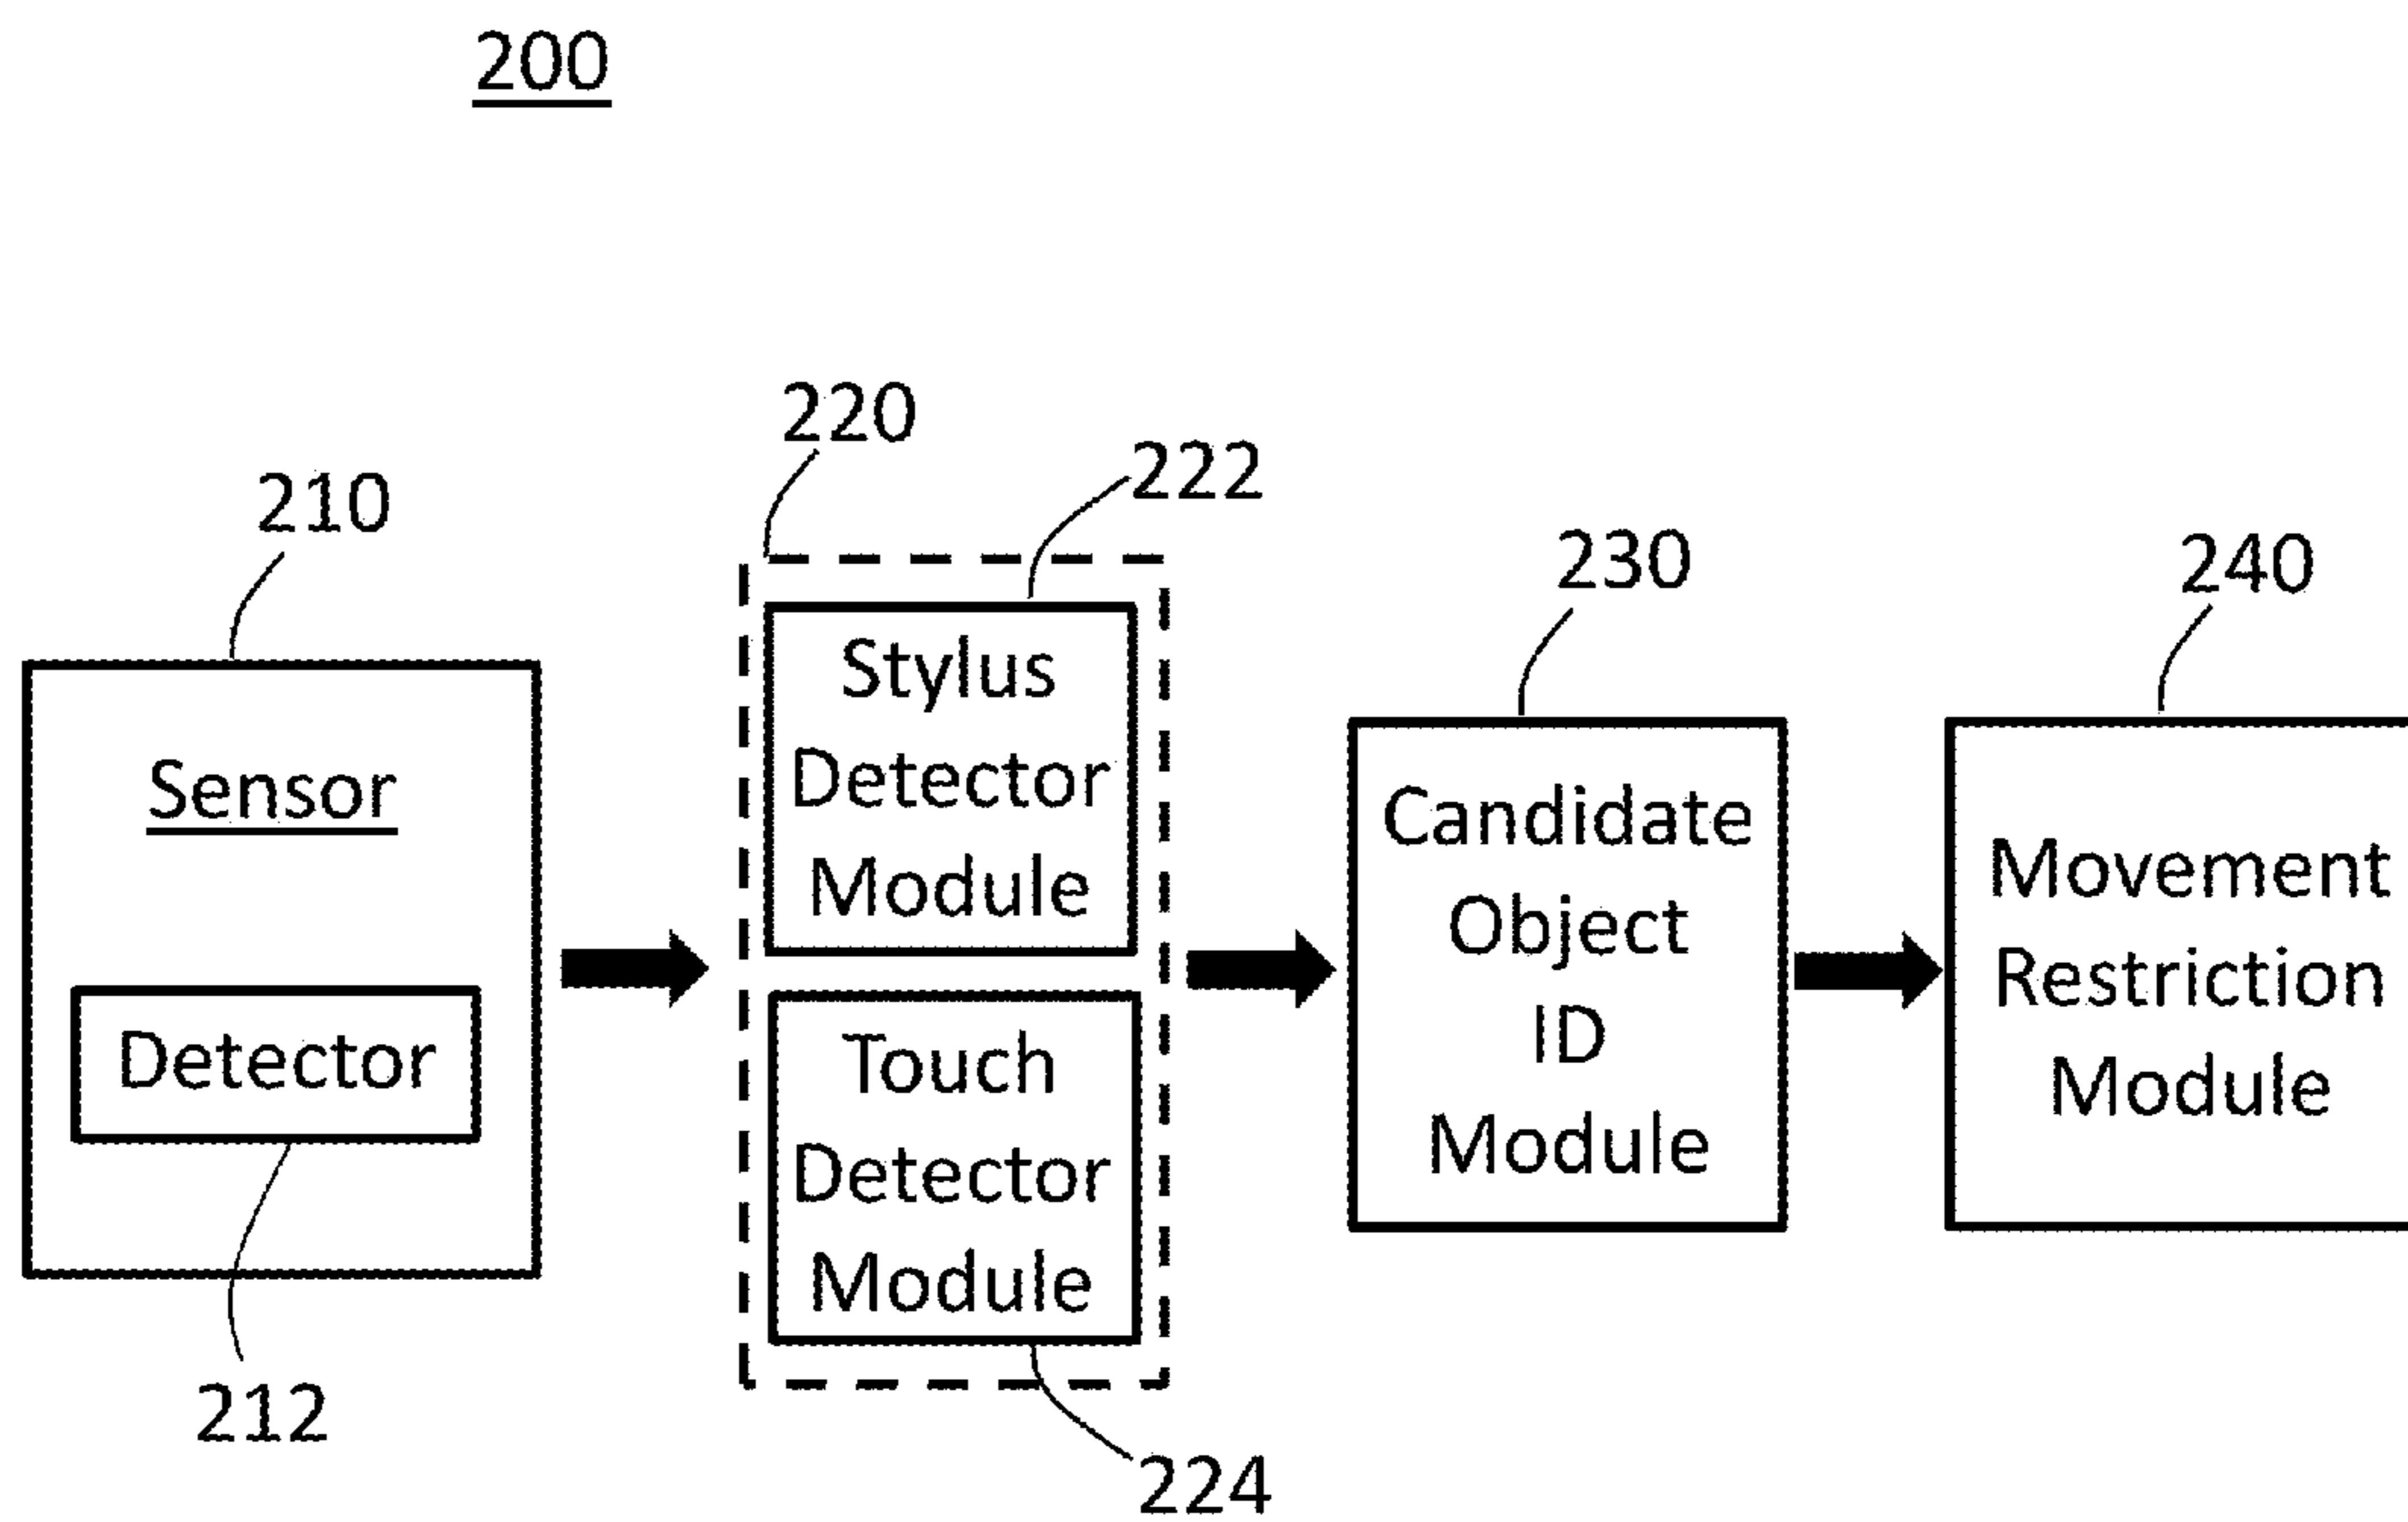 200
210
Sensor
Detector
212
220
222
Stylus
Detector
Module
Touch
Detector
Module
224
230
Candidate
Object
ID
Module
240
Movement
Restriction
Module